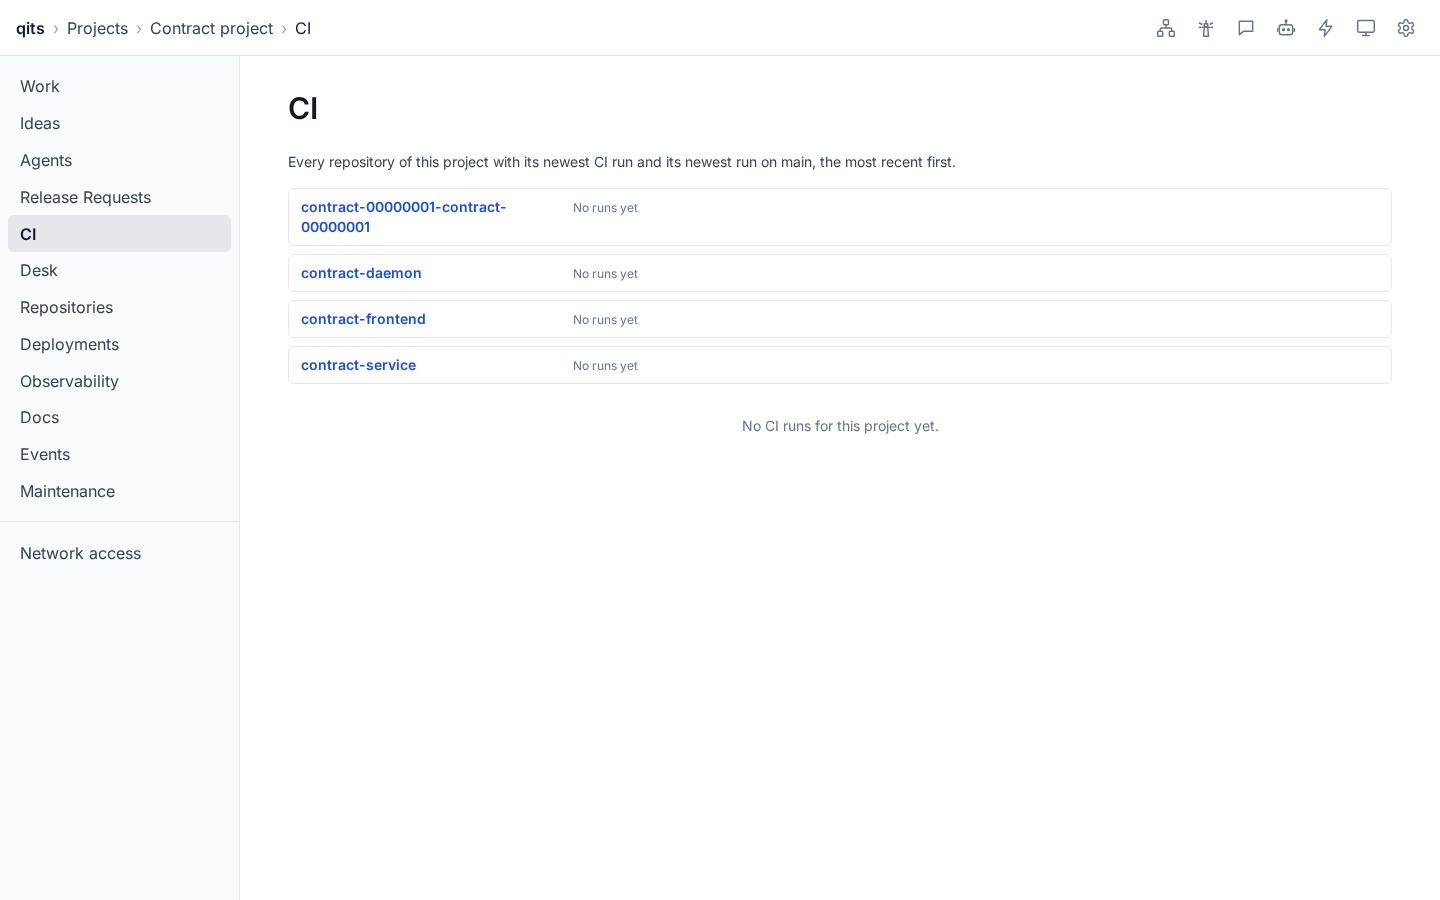 qits › Projects › Contract project › CI
Work
Ideas
Agents
Release Requests
CI
Desk
Repositories
Deployments
Observability
Docs
Events
Maintenance
Network access
CI
Every repository of this project with its newest CI run and its newest run on main, the most recent first.
contract-00000001-contract-
00000001
No runs yet
contract-daemon No runs yet
contract-frontend No runs yet
contract-service No runs yet
No CI runs for this project yet.